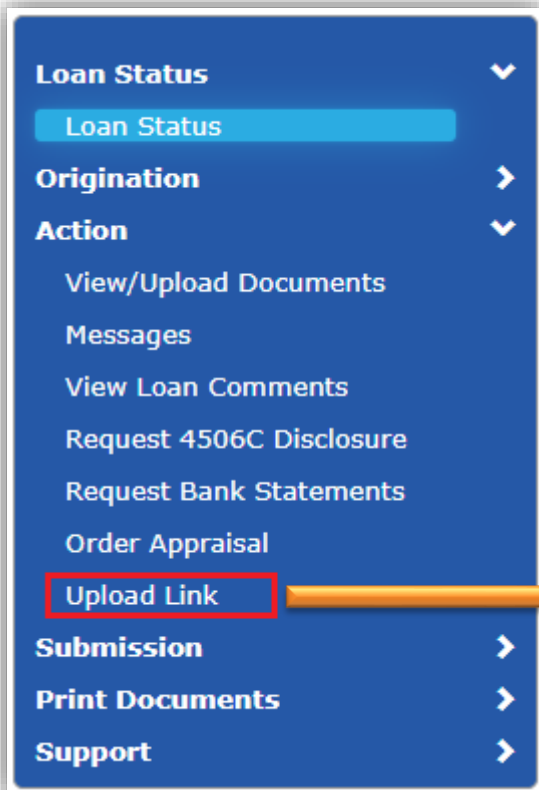 Loan Status
Loan Status
Origination
Action
View/Upload Documents
Messages
View Loan Comments
Request 4506C Disclosure
Request Bank Statements
Order Appraisal
Upload Link
Submission
Print Documents
Support